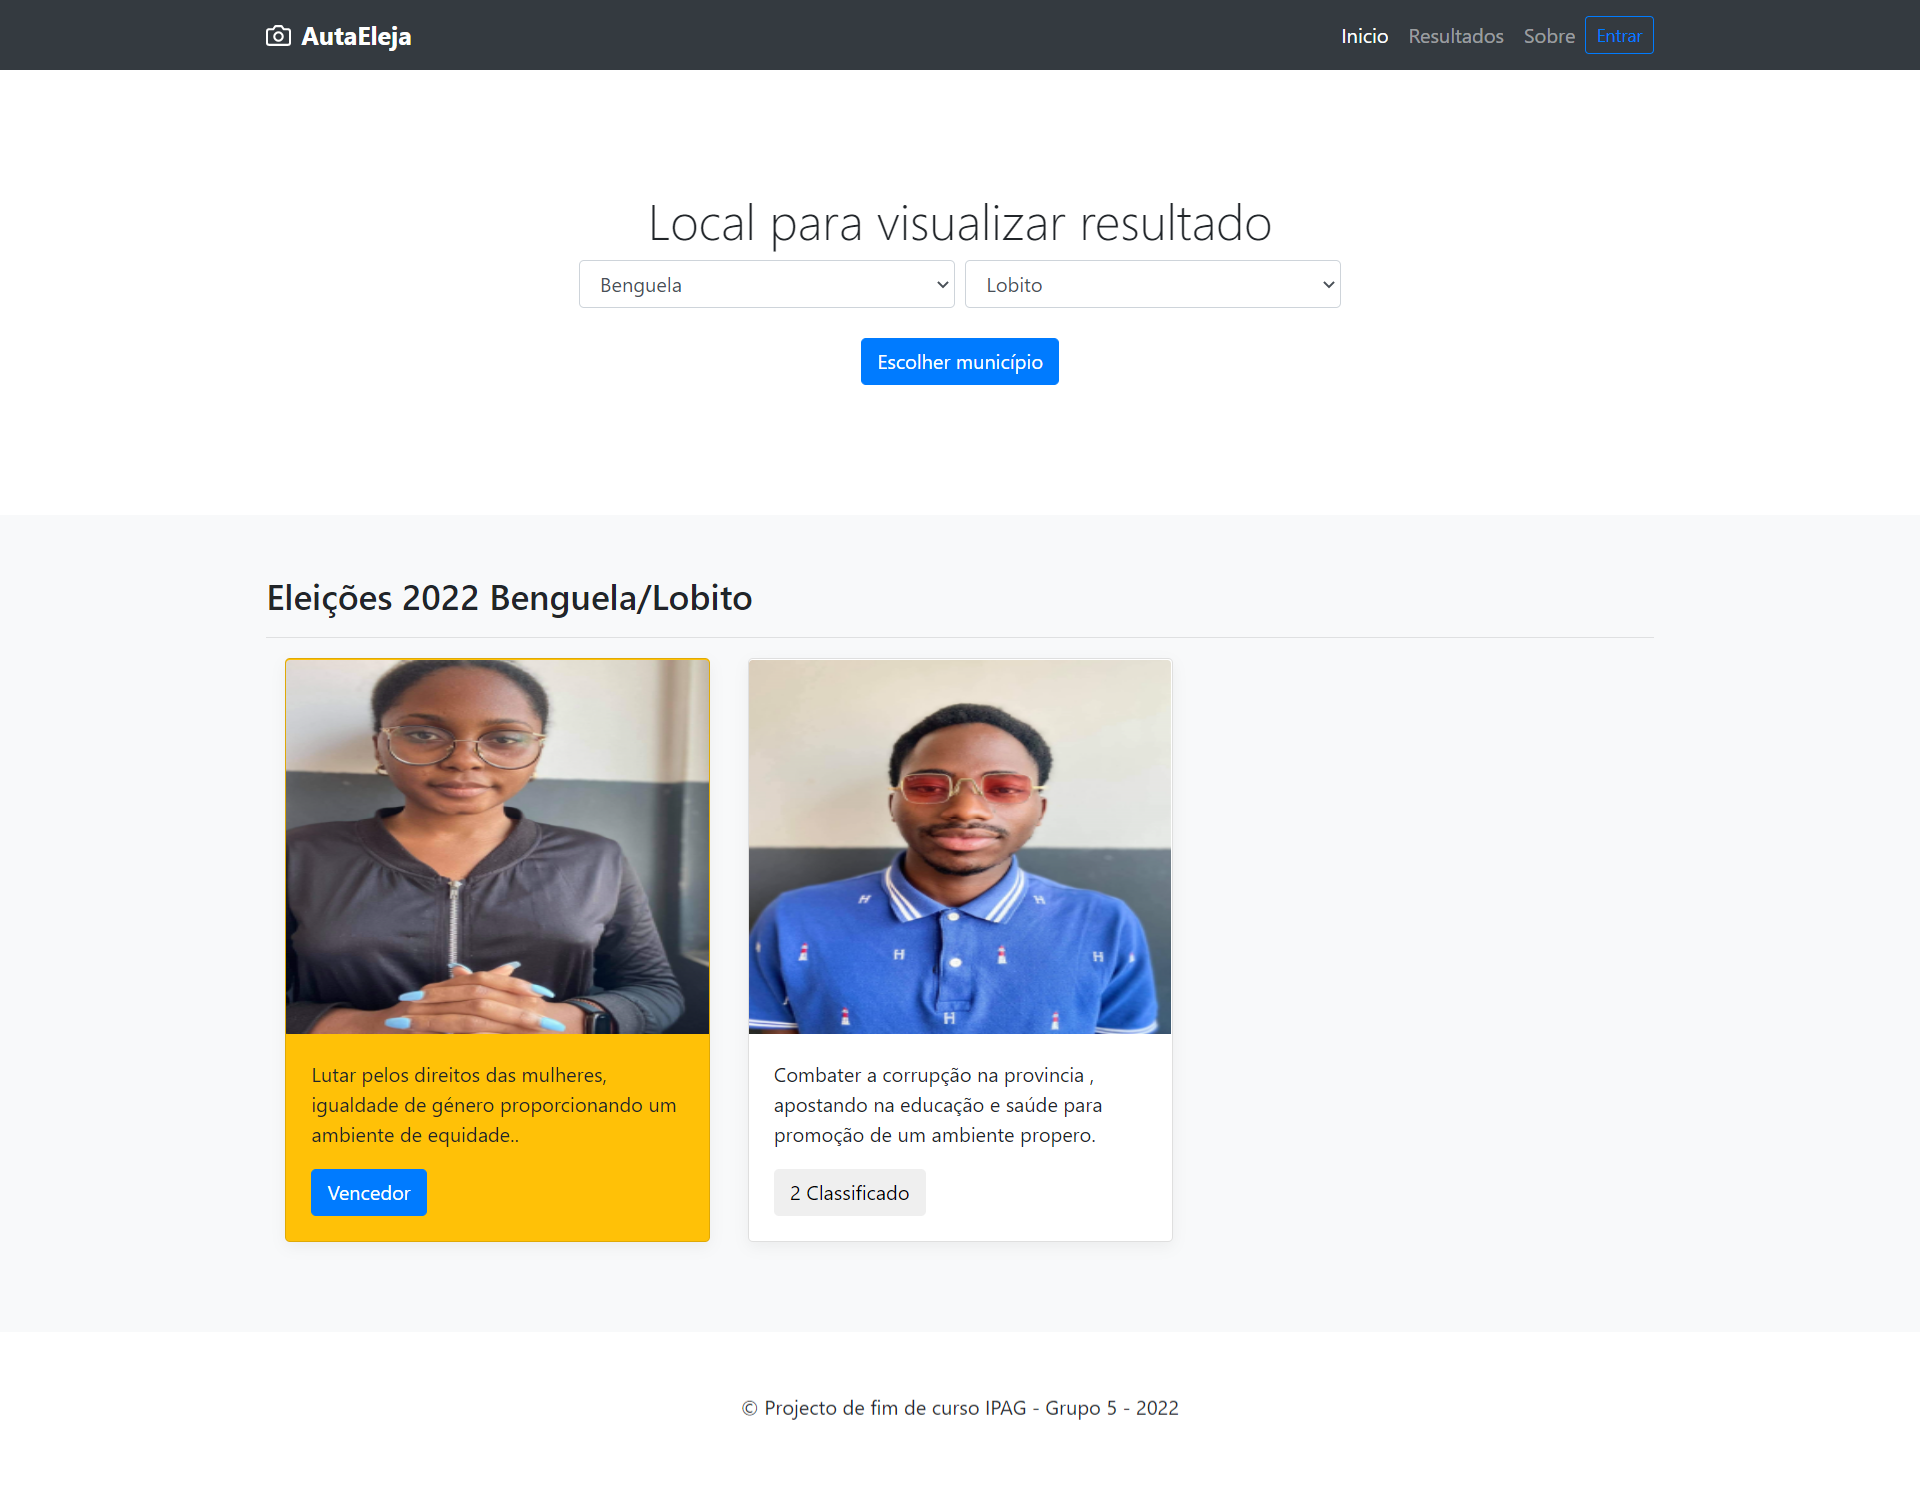 AutaEleja
Inicio Resultados Sobre Entrar
Local para visualizar resultado
Benguela Lobito
Escolher município
Eleições 2022 Benguela/Lobito
Lutar pelos direitos das mulheres,
igualdade de género proporcionando um
ambiente de equidade..
Vencedor
H H
H H
H
Combater a corrupção na provincia ,
apostando na educação e saúde para
promoção de um ambiente propero.
2 Classificado
© Projecto de fim de curso IPAG - Grupo 5 - 2022